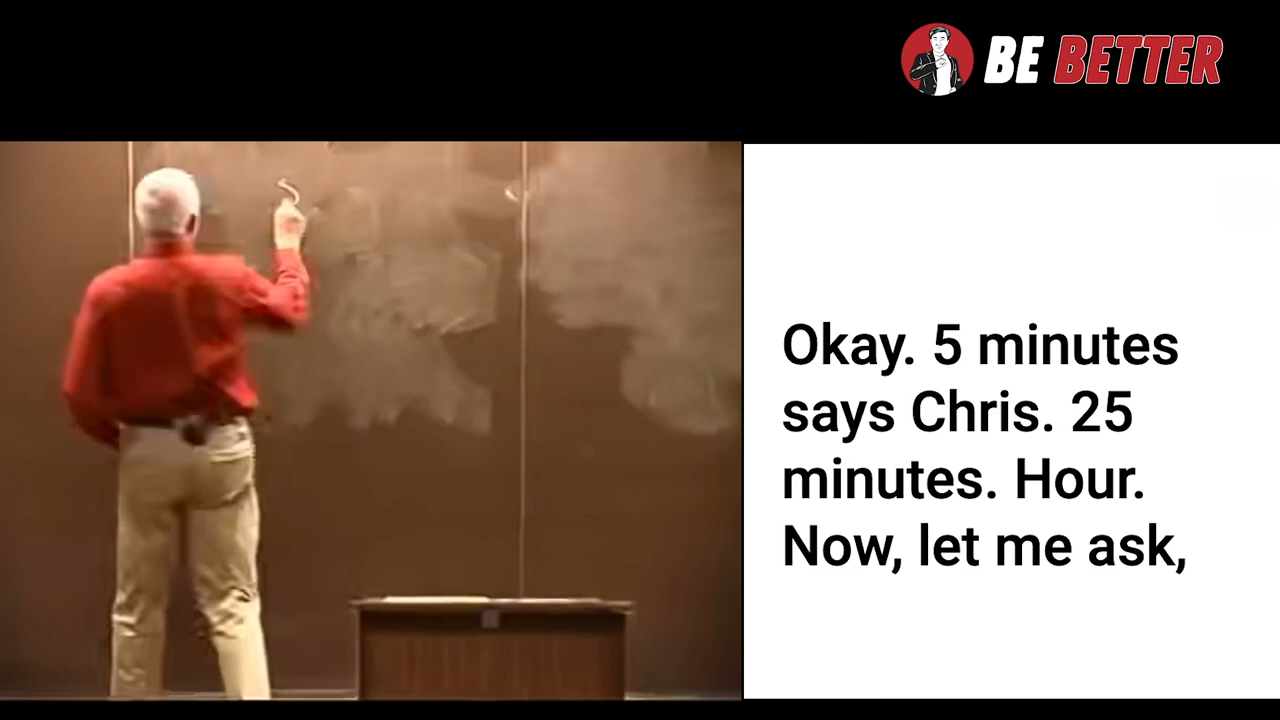 BE BETTER
Okay. 5 minutes
says Chris. 25
minutes. Hour.
Now, let me ask,